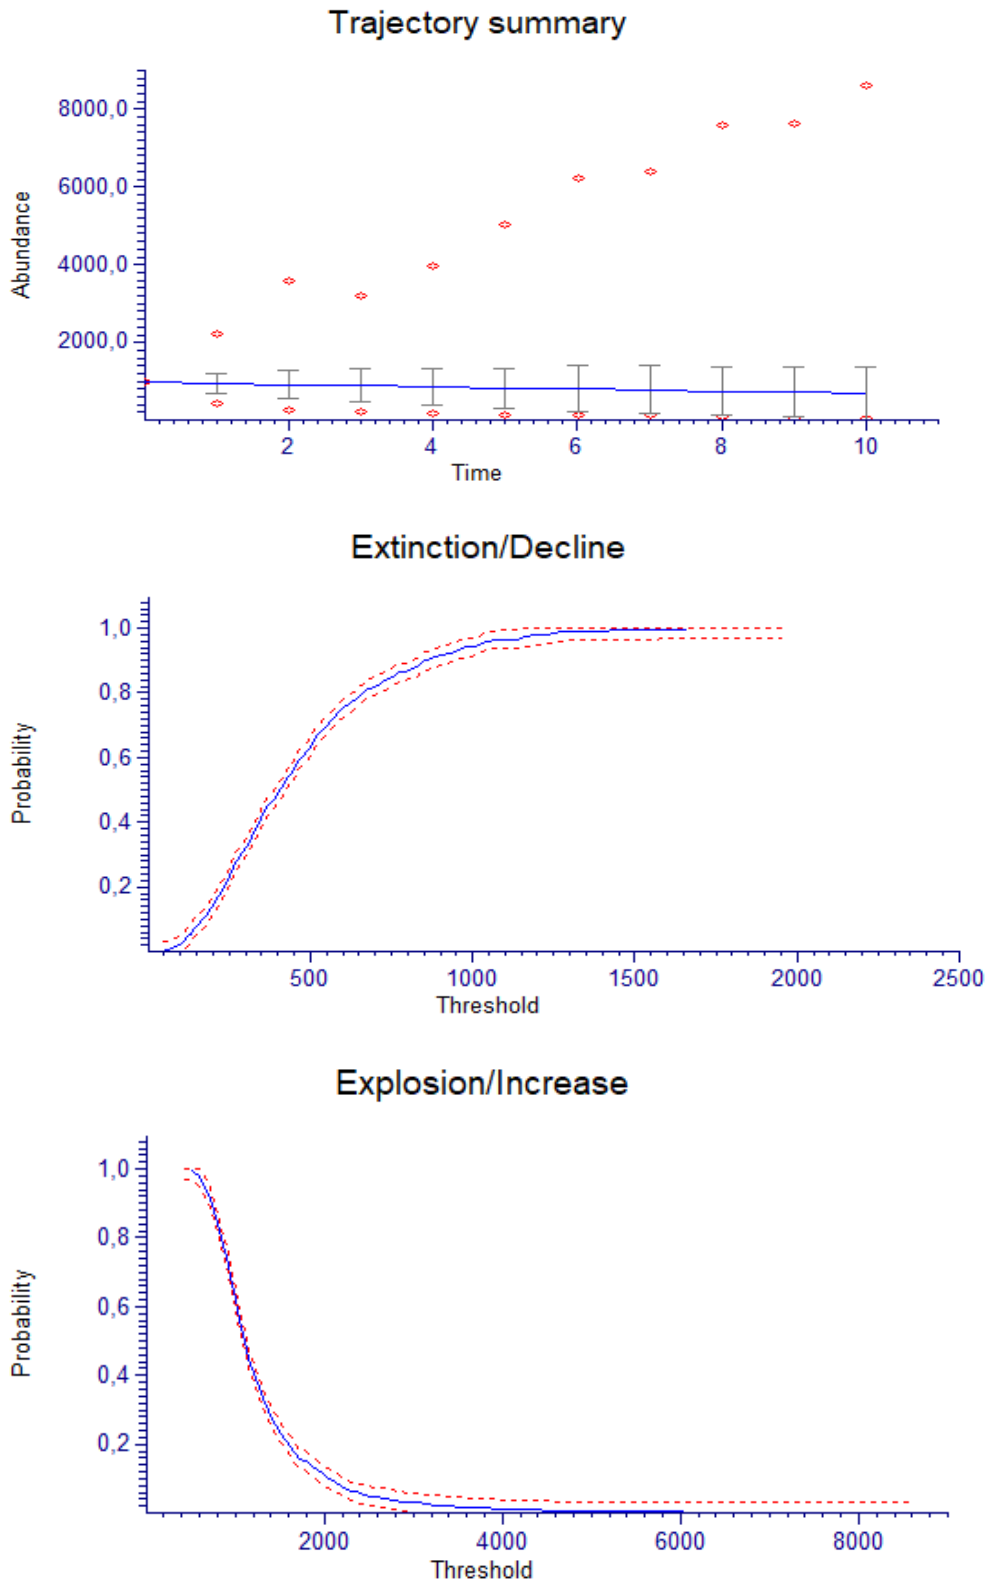 Trajectory summary
8000,0
6000,0
Abundance
4000,0
2000,0
2 4 6 8 10
Time
Extinction/Decline
1,0
0,8
Probability
0,6
0,4
0,2
500 1000 1500 2000 2500
Threshold
Explosion/Increase
1,0
0,8
Probability
0,6
0,4
0,2
2000 4000 6000 8000
Threshold